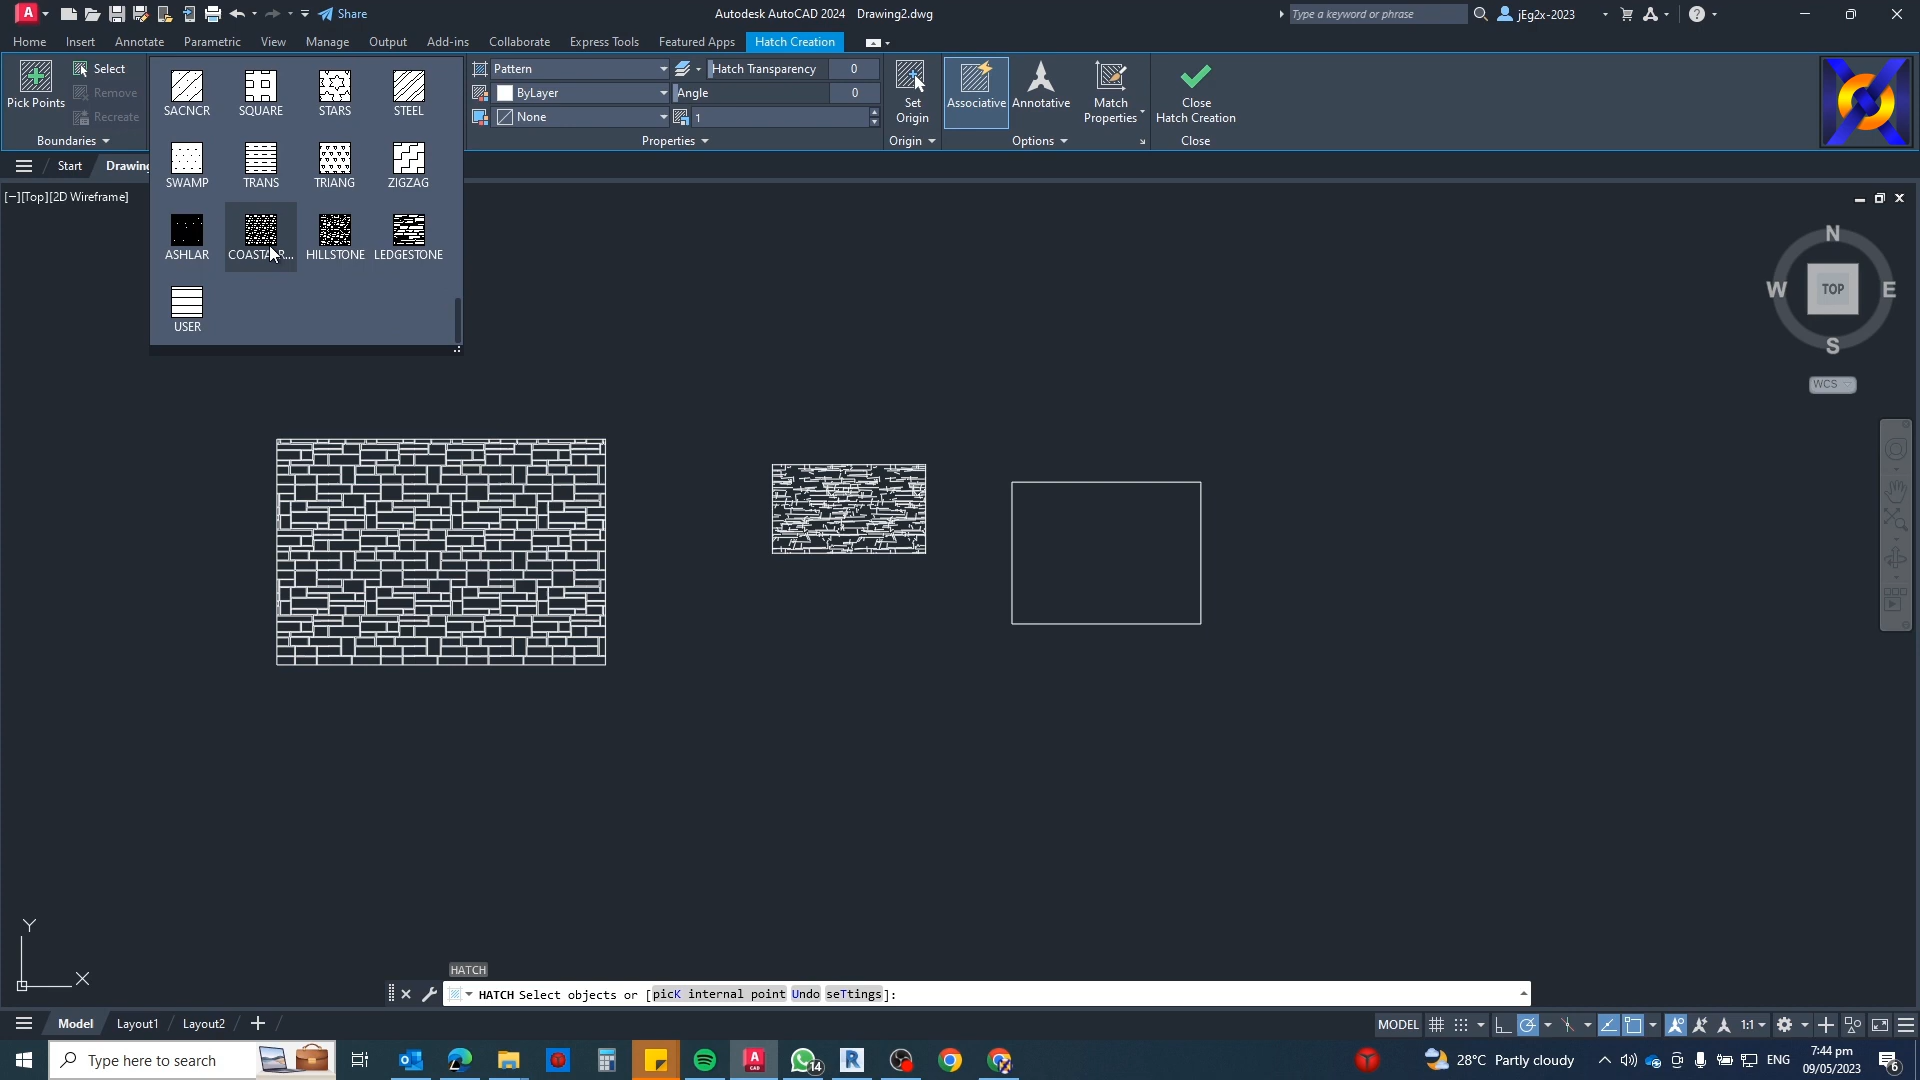 Share
Autodesk AutoCAD 2024 Drawing2.dwg
Type a keyword or phrase
jEg2x-2023
Home Insert Annotate Parametric View Manage Output Add-ins Collaborate Express Tools Featured Apps Hatch Creation
Pick Points
Select
Remove
Recreate
Boundaries
SACNCR SQUARE STARS STEEL
SWAMP TRANS TRIANG ZIGZAG
ASHLAR COASTALR... HILLSTONE LEDGESTONE
USER
Pattern
ByLayer
None
Hatch Transparency 0
Angle 0
1
Properties
Set
Origin
Origin
Associative
Annotative
Match
Properties
Options
Close
Hatch Creation
Close
Start
Drawing
[−][Top][2D Wireframe]
N
W TOP E
S
WCS
Y
X
HATCH
HATCH Select objects or [picK internal point Undo seTtings]:
Model Layout1 Layout2
MODEL 1:1
Type here to search
CAD
14
R
28°C Partly cloudy
ENG
7:44 pm
09/05/2023
6